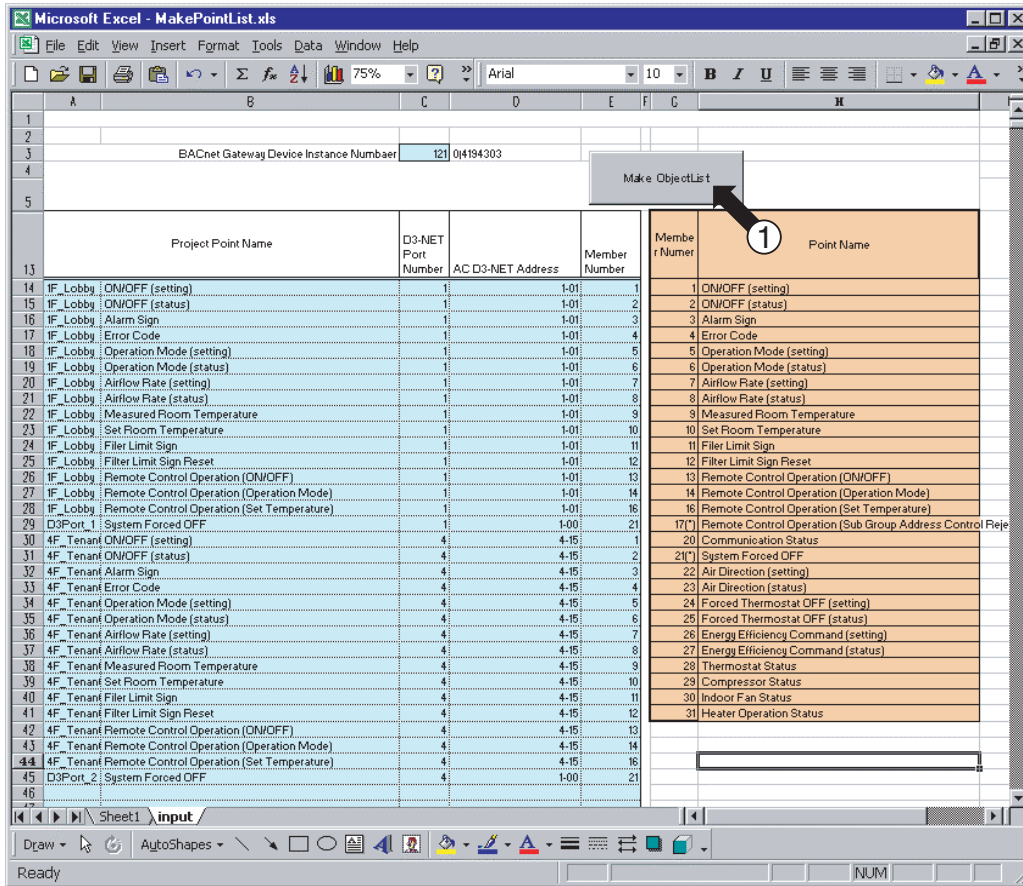 Microsoft Excel - MakePointList.xls
File Edit View Insert Format Tools Data Window Help
75% Arial 10 B I U A
A B C D E F G H
1
2
3 BACnet Gateway Device Instance Numbaer 121 0|4194303
4
Make ObjectList
5
1
13 Project Point Name D3-NET Port Number AC D3-NET Address Member Number Membe r Numer Point Name
14 1F_Lobby ON/OFF (setting) 1 1-01 1 1 ON/OFF (setting)
15 1F_Lobby ON/OFF (status) 1 1-01 2 2 ON/OFF (status)
16 1F_Lobby Alarm Sign 1 1-01 3 3 Alarm Sign
17 1F_Lobby Error Code 1 1-01 4 4 Error Code
18 1F_Lobby Operation Mode (setting) 1 1-01 5 5 Operation Mode (setting)
19 1F_Lobby Operation Mode (status) 1 1-01 6 6 Operation Mode (status)
20 1F_Lobby Airflow Rate (setting) 1 1-01 7 7 Airflow Rate (setting)
21 1F_Lobby Airflow Rate (status) 1 1-01 8 8 Airflow Rate (status)
22 1F_Lobby Measured Room Temperature 1 1-01 9 9 Measured Room Temperature
23 1F_Lobby Set Room Temperature 1 1-01 10 10 Set Room Temperature
24 1F_Lobby Filer Limit Sign 1 1-01 11 11 Filer Limit Sign
25 1F_Lobby Filter Limit Sign Reset 1 1-01 12 12 Filter Limit Sign Reset
26 1F_Lobby Remote Control Operation (ON/OFF) 1 1-01 13 13 Remote Control Operation (ON/OFF)
27 1F_Lobby Remote Control Operation (Operation Mode) 1 1-01 14 14 Remote Control Operation (Operation Mode)
28 1F_Lobby Remote Control Operation (Set Temperature) 1 1-01 16 16 Remote Control Operation (Set Temperature)
29 D3Port_1 System Forced OFF 1 1-00 21 17(*) Remote Control Operation (Sub Group Address Control Reje
30 4F_Tenant ON/OFF (setting) 4 4-15 1 20 Communication Status
31 4F_Tenant ON/OFF (status) 4 4-15 2 21(*) System Forced OFF
32 4F_Tenant Alarm Sign 4 4-15 3 22 Air Direction (setting)
33 4F_Tenant Error Code 4 4-15 4 23 Air Direction (status)
34 4F_Tenant Operation Mode (setting) 4 4-15 5 24 Forced Thermostat OFF (setting)
35 4F_Tenant Operation Mode (status) 4 4-15 6 25 Forced Thermostat OFF (status)
36 4F_Tenant Airflow Rate (setting) 4 4-15 7 26 Energy Efficiency Command (setting)
37 4F_Tenant Airflow Rate (status) 4 4-15 8 27 Energy Efficiency Command (status)
38 4F_Tenant Measured Room Temperature 4 4-15 9 28 Thermostat Status
39 4F_Tenant Set Room Temperature 4 4-15 10 29 Compressor Status
40 4F_Tenant Filer Limit Sign 4 4-15 11 30 Indoor Fan Status
41 4F_Tenant Filter Limit Sign Reset 4 4-15 12 31 Heater Operation Status
42 4F_Tenant Remote Control Operation (ON/OFF) 4 4-15 13
43 4F_Tenant Remote Control Operation (Operation Mode) 4 4-15 14
44 4F_Tenant Remote Control Operation (Set Temperature) 4 4-15 16
45 D3Port_2 System Forced OFF 4 1-00 21
46
Sheet1 input
Draw AutoShapes A
Ready NUM